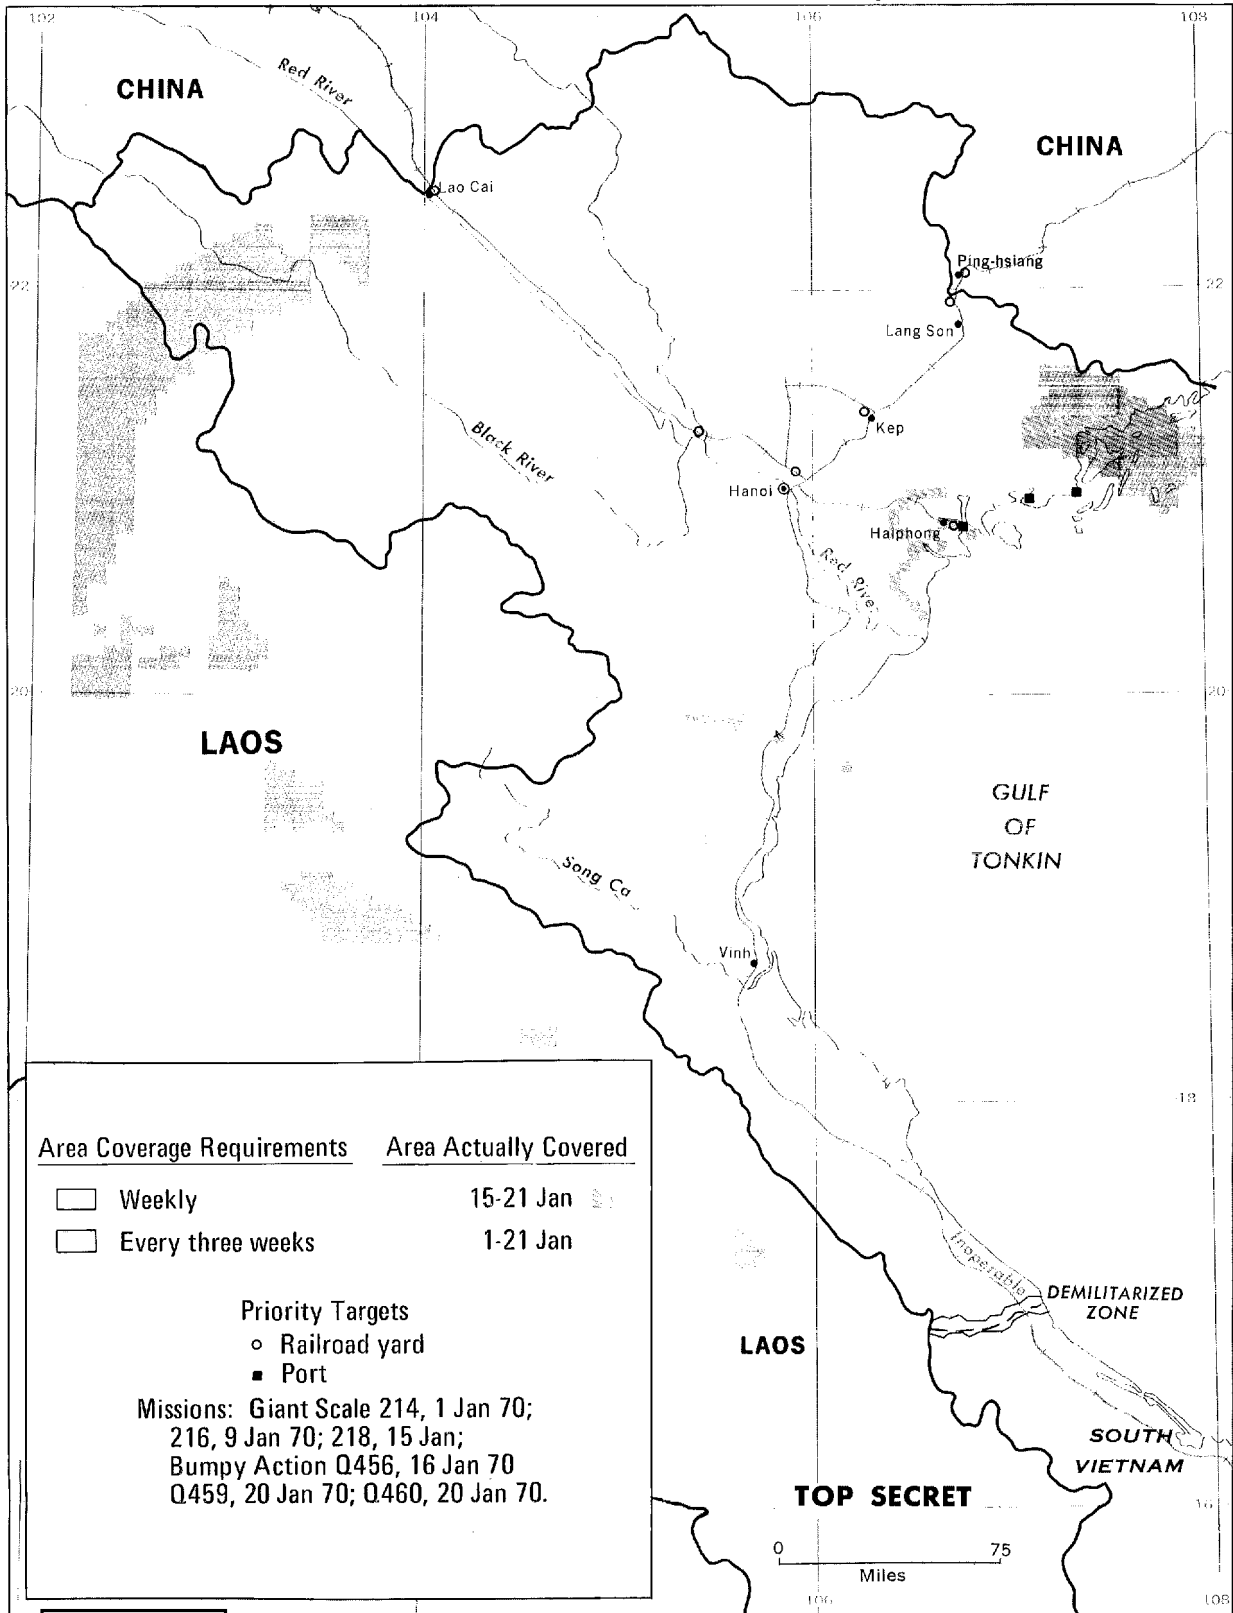 102
104
106
108
CHINA
Red River
CHINA
Lao Cai
Ping-hsiang
22
22
Lang Son
Kep
Black River
Hanoi
Haiphong
Red River
20
20
LAOS
GULF
OF
TONKIN
Song Ca
Vinh
18
Area Coverage Requirements
Area Actually Covered
Weekly
15-21 Jan
Every three weeks
1-21 Jan
Priority Targets
Railroad yard
Port
Missions: Giant Scale 214, 1 Jan 70;
216, 9 Jan 70; 218, 15 Jan;
Bumpy Action Q456, 16 Jan 70
Q459, 20 Jan 70; Q460, 20 Jan 70.
Inoperable
DEMILITARIZED
ZONE
LAOS
SOUTH
VIETNAM
TOP SECRET
16
0
75
Miles
106
108